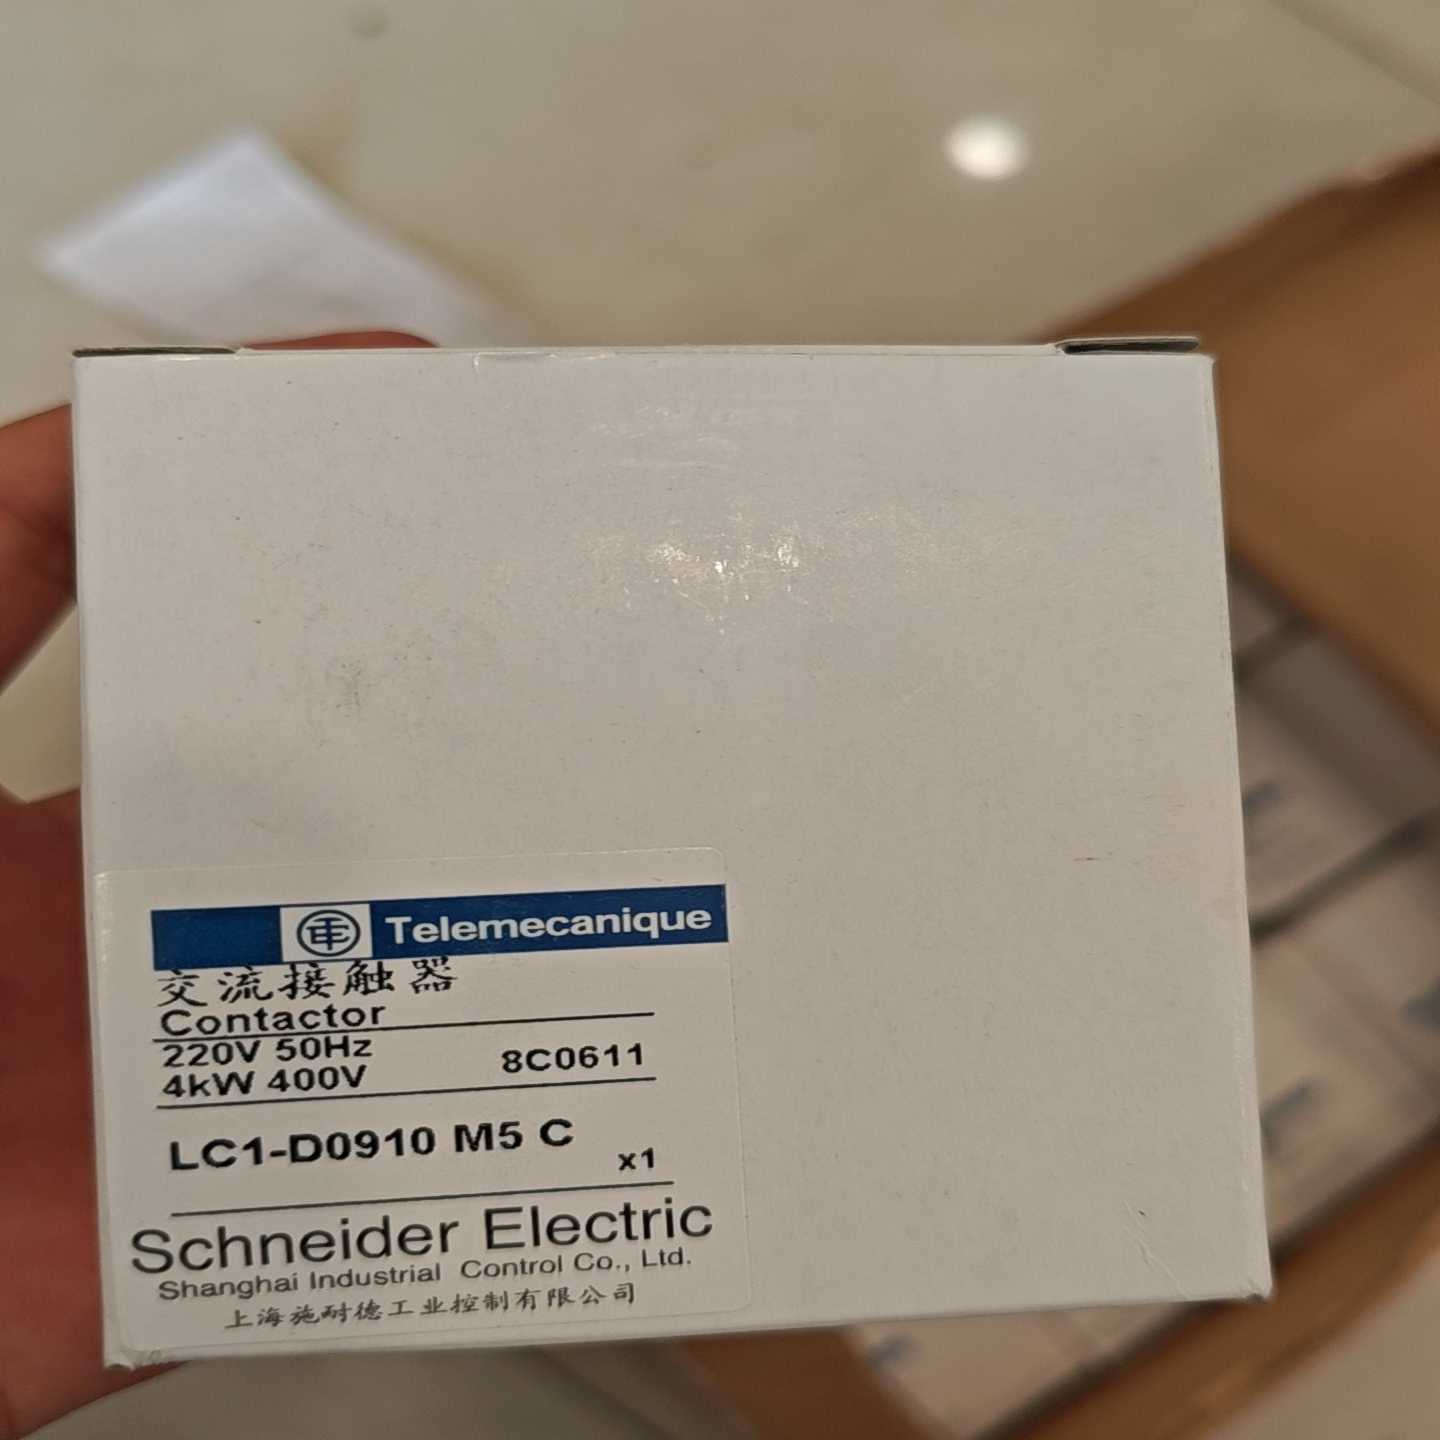 TE Telemecanique
交流接触器
Contactor
220V 50Hz
4kW 400V 8C0611
LC1-D0910 M5 C
x1
Schneider Electric
Shanghai Industrial Control Co., Ltd.
上海施耐德工业控制有限公司